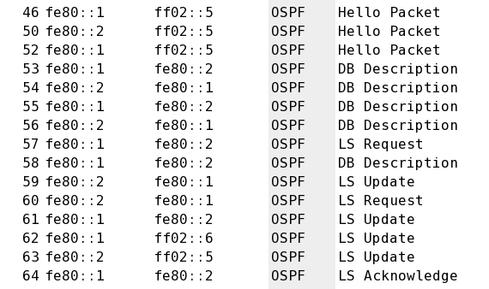 46 fe80::1 ff02::5 OSPF Hello Packet
50 fe80::2 ff02::5 OSPF Hello Packet
52 fe80::1 ff02::5 OSPF Hello Packet
53 fe80::1 fe80::2 OSPF DB Description
54 fe80::2 fe80::1 OSPF DB Description
55 fe80::1 fe80::2 OSPF DB Description
56 fe80::2 fe80::1 OSPF DB Description
57 fe80::1 fe80::2 OSPF LS Request
58 fe80::1 fe80::2 OSPF DB Description
59 fe80::2 fe80::1 OSPF LS Update
60 fe80::2 fe80::1 OSPF LS Request
61 fe80::1 fe80::2 OSPF LS Update
62 fe80::1 ff02::6 OSPF LS Update
63 fe80::2 ff02::5 OSPF LS Update
64 fe80::1 fe80::2 OSPF LS Acknowledge